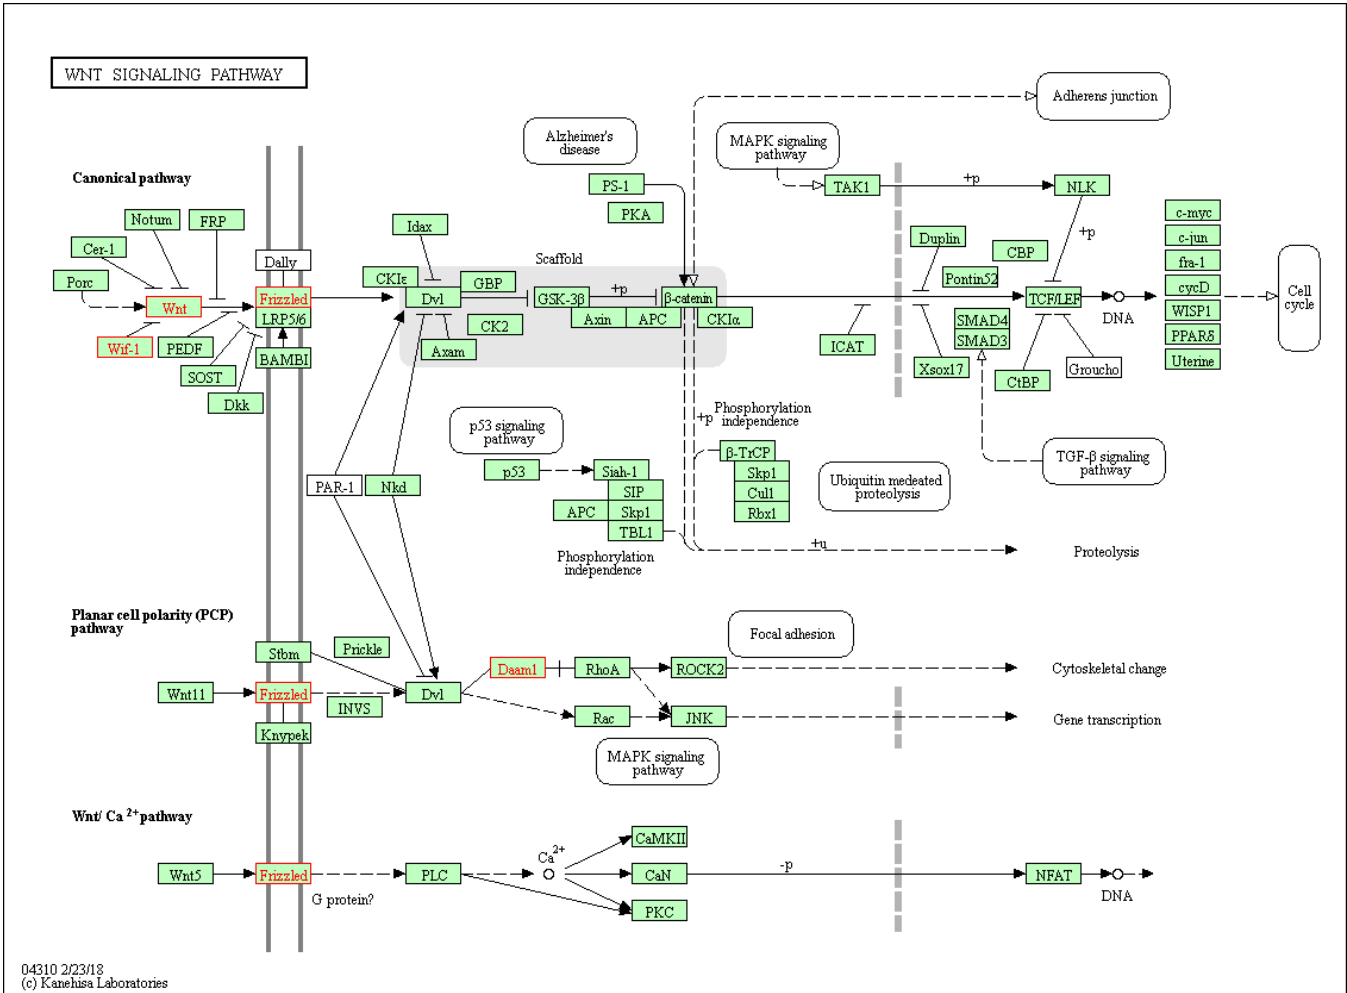 WNT SIGNALING PATHWAY
Adherens junction
Alzheimer's
disease
MAPK signaling
pathway
Canonical pathway
PS-1
TAK1
+p
NLK
PKA
Notum
FRP
Idax
Duplin
CBP
+p
c-myc
c-jun
fra-1
cycD
WISP1
PPARδ
Uterine
Cell
cycle
Cer-1
Dally
Scaffold
Porc
CKIε
GBP
Pontin52
Wnt
Frizzled
Dvl
GSK-3β
+p
β-catenin
TCF/LEF
DNA
LRP5/6
CK2
Axin
APC
CKIα
SMAD4
SMAD3
Wif-1
PEDF
BAMBI
Axam
ICAT
SOST
Xsox17
CtBP
Groucho
Dkk
p53 signaling
pathway
+p
Phosphorylation
independence
β-TrCP
Skp1
Cul1
Rbx1
Ubiquitin medeated
proteolysis
TGF-β signaling
pathway
p53
Siah-1
SIP
APC
Skp1
TBL1
PAR-1
Nkd
Phosphorylation
independence
+u
Proteolysis
Planar cell polarity (PCP)
pathway
Focal adhesion
Stbm
Prickle
Daam1
RhoA
ROCK2
Cytoskeletal change
Wnt11
Frizzled
INVS
Dvl
Rac
JNK
Gene transcription
Knypek
MAPK signaling
pathway
Wnt/ Ca 2+ pathway
CaMKII
Ca2+
Wnt5
Frizzled
PLC
CaN
-p
NFAT
DNA
G protein?
PKC
04310 2/23/18
(c) Kanehisa Laboratories